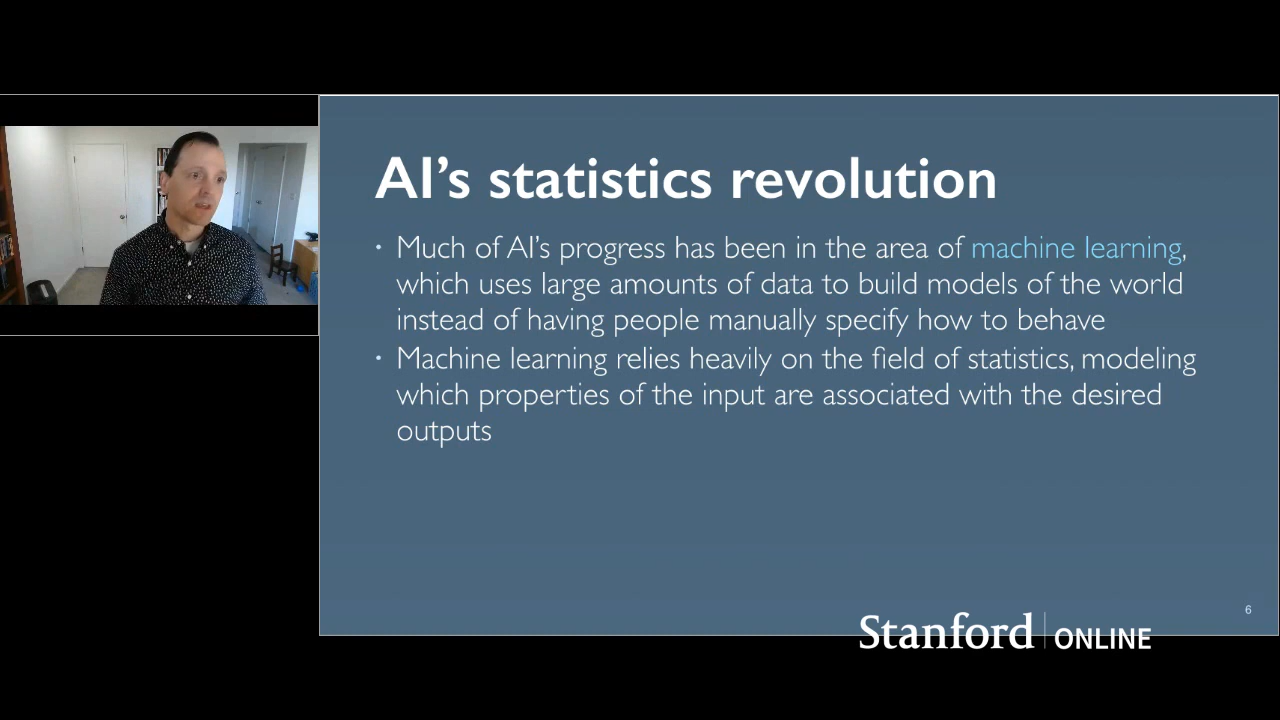 AI’s statistics revolution
• Much of AI’s progress has been in the area of machine learning,
which uses large amounts of data to build models of the world
instead of having people manually specify how to behave
• Machine learning relies heavily on the field of statistics, modeling
which properties of the input are associated with the desired
outputs
6
Stanford | ONLINE